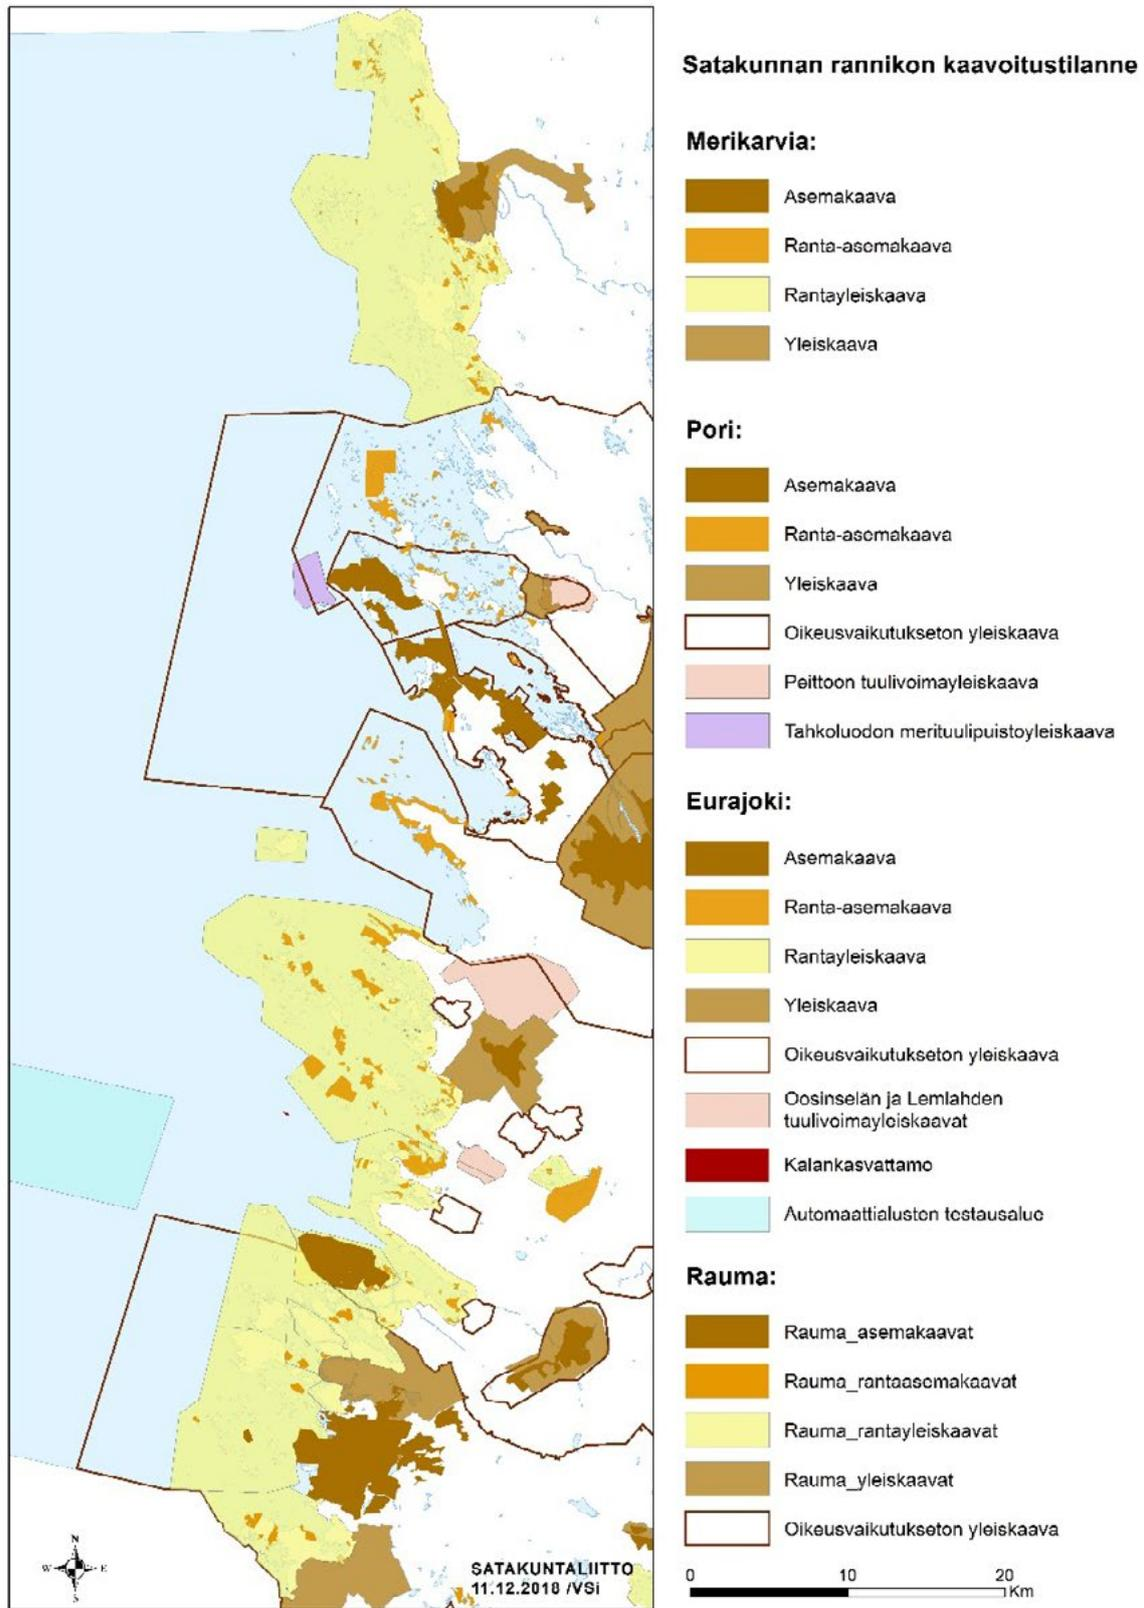 Satakunnan rannikon kaavoitustilanne
Merikarvia:
Asemakaava
Ranta-asemakaava
Rantayleiskaava
Yleiskaava
Pori:
Asemakaava
Ranta-asemakaava
Yleiskaava
Oikeusvaikutukseton yleiskaava
Peittoon tuulivoimayleiskaava
Tahkoluodon merituulipuistoyleiskaava
Eurajoki:
Asemakaava
Ranta-asemakaava
Rantayleiskaava
Yleiskaava
Oikeusvaikutukseton yleiskaava
Oosinselän ja Lemlahden
tuulivoimayleiskaavat
Kalankasvattamo
Automaattialusten testausalue
Rauma:
Rauma_asemakaavat
Rauma_rantaasemakaavat
Rauma_rantayleiskaavat
Rauma_yleiskaavat
Oikeusvaikutukseton yleiskaava
0 10 20
Km
N
W E
S
SATAKUNTALIITTO
11.12.2018 /VSi